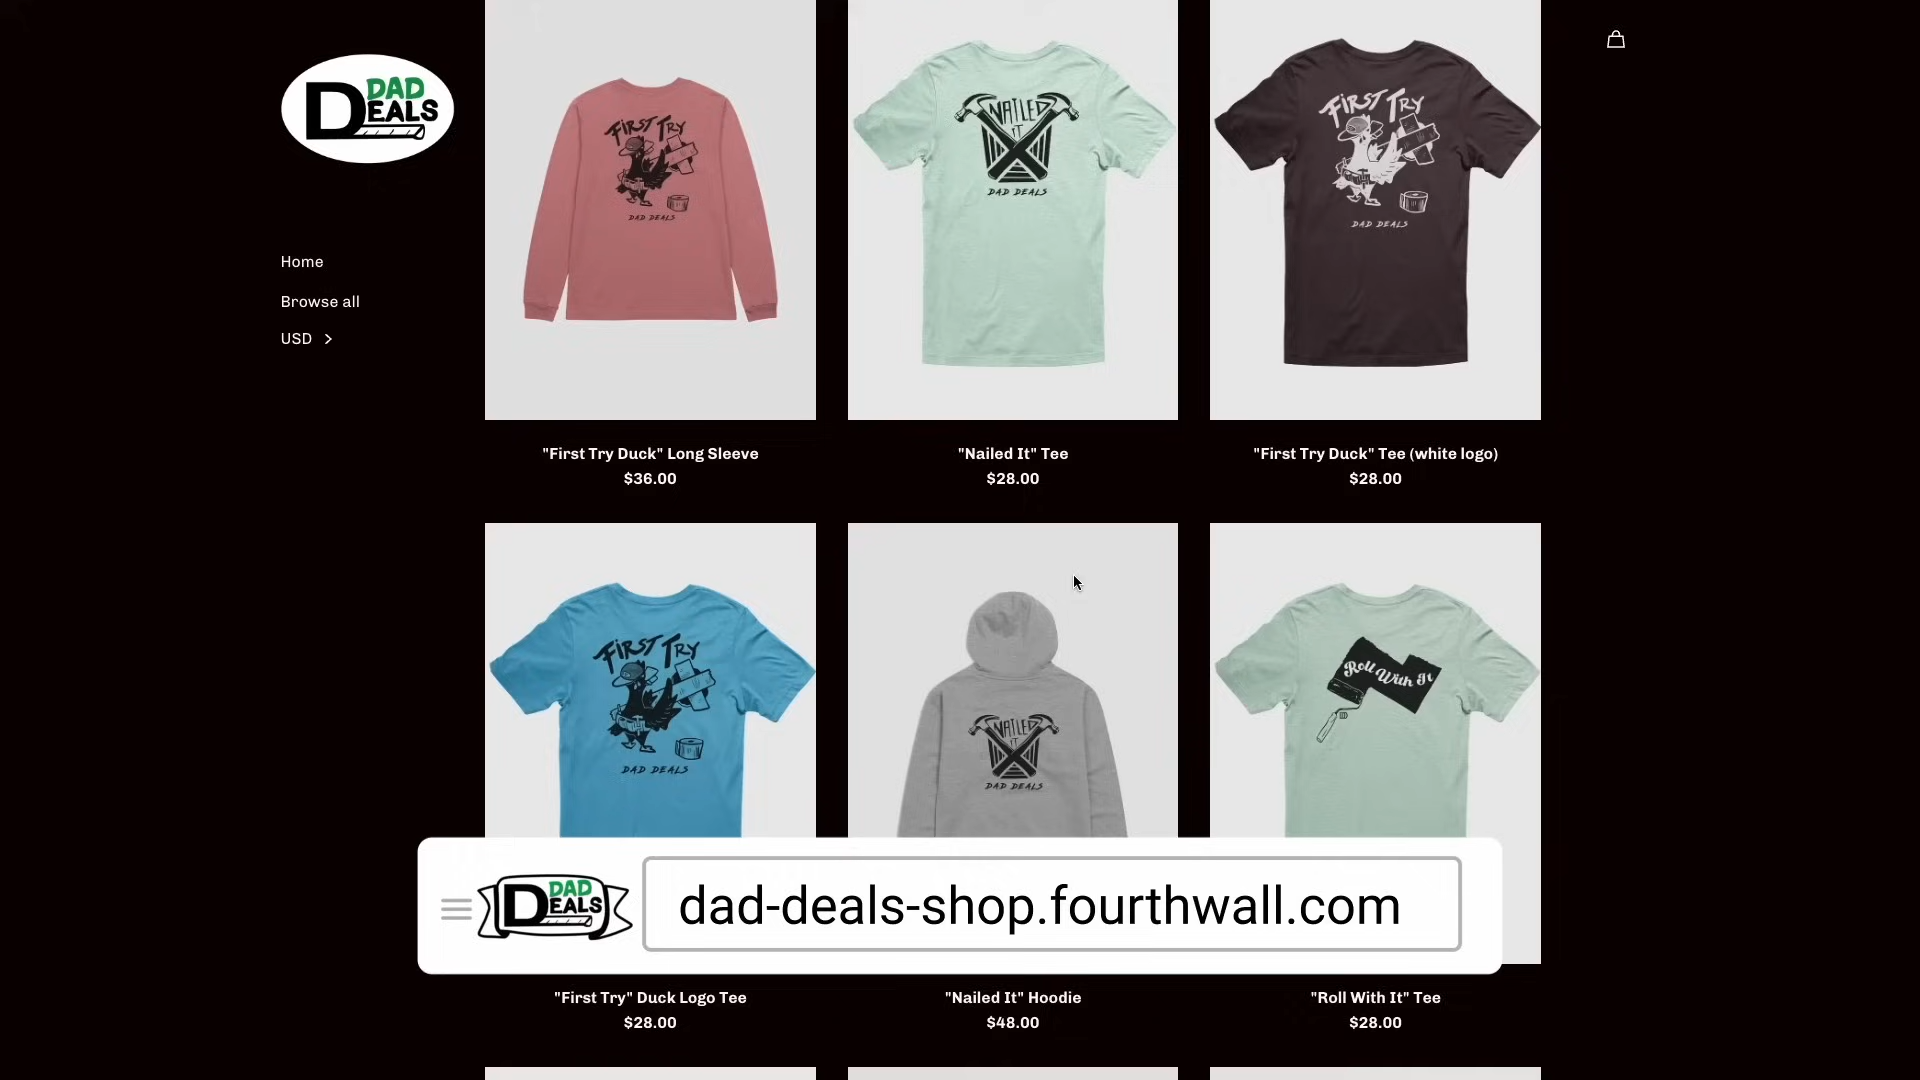 DAD
DEALS
Home
Browse all
USD
FIRST TRY
DAD DEALS
NAILED
IT
DAD DEALS
FIRST TRY
DAD DEALS
"First Try Duck" Long Sleeve
$36.00
"Nailed It" Tee
$28.00
"First Try Duck" Tee (white logo)
$28.00
FIRST TRY
DAD DEALS
NAILED
IT
DAD DEALS
Roll With It
DAD
DEALS
dad-deals-shop.fourthwall.com
"First Try" Duck Logo Tee
$28.00
"Nailed It" Hoodie
$48.00
"Roll With It" Tee
$28.00